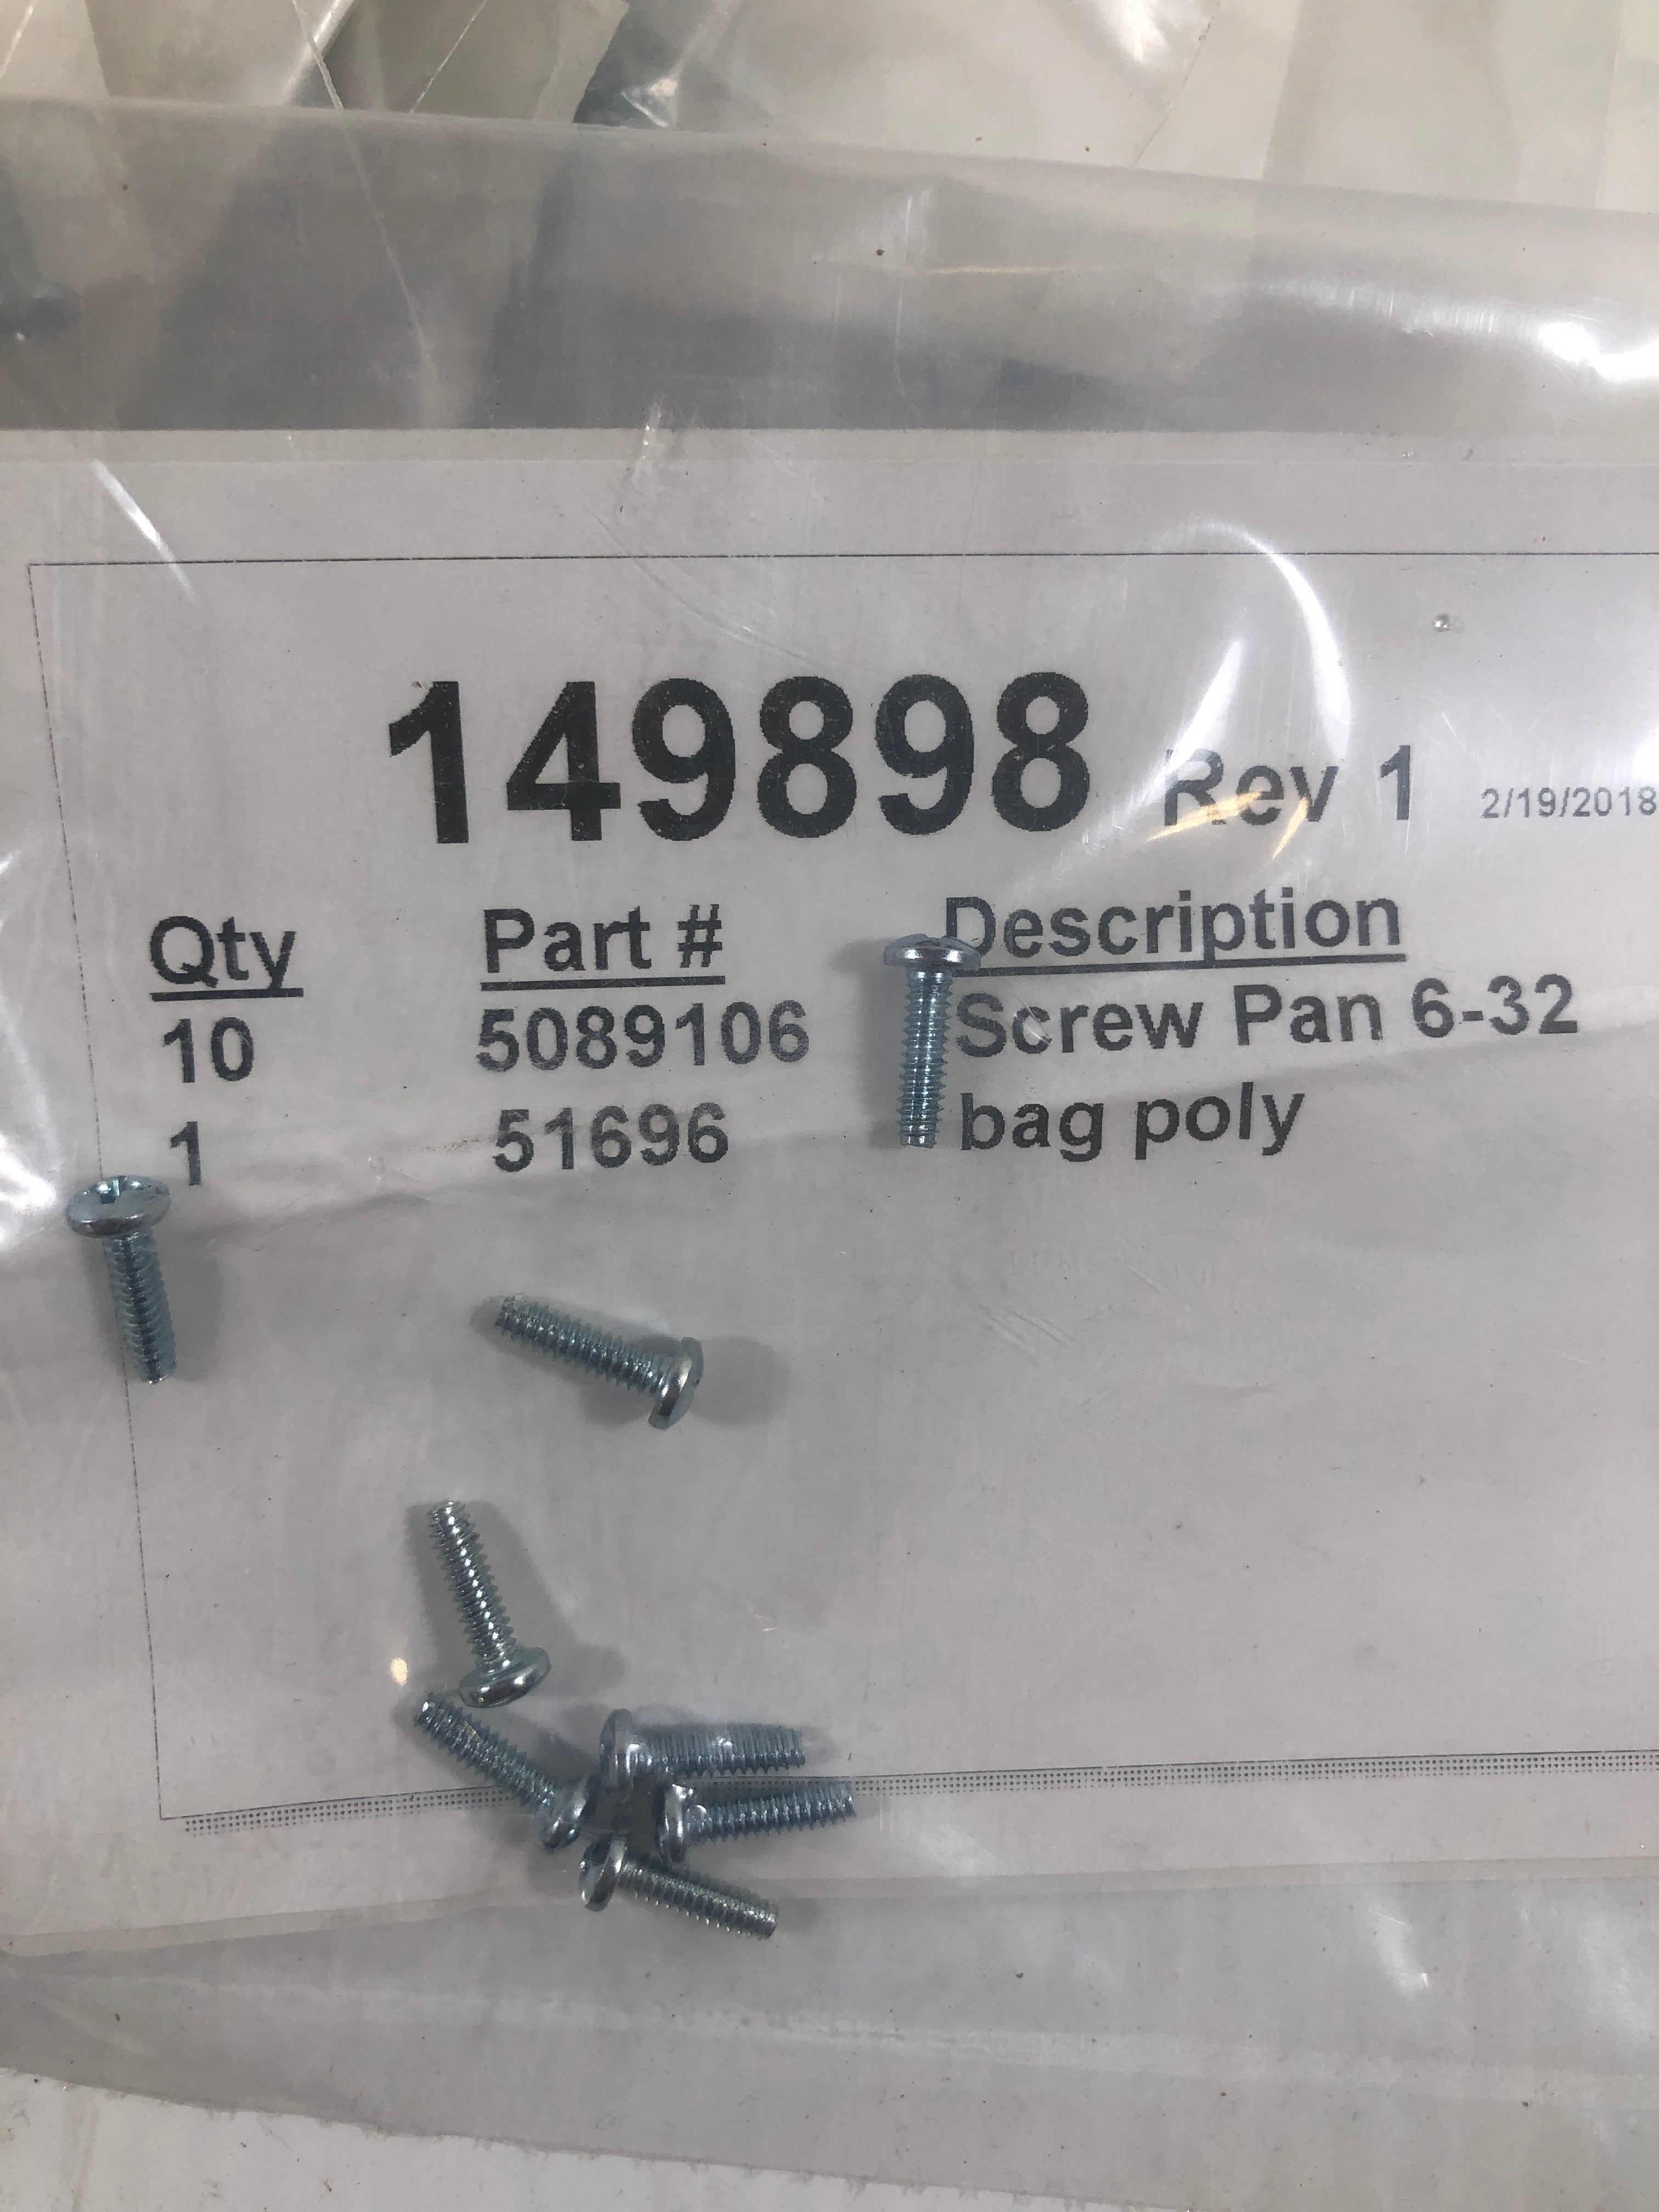 149898 Rev 1 2/19/2018
Qty Part # Description
10 5089106 Screw Pan 6-32
1 51696 bag poly